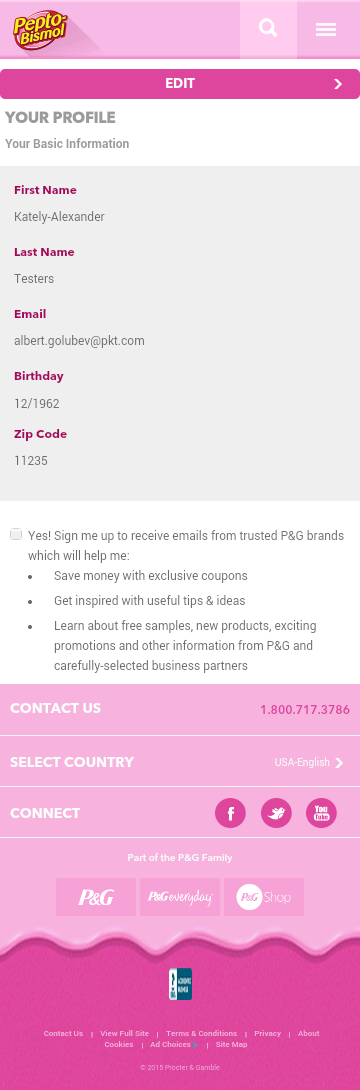 Pepto-
Bismol
EDIT
YOUR PROFILE
Your Basic Information
First Name
Kately-Alexander
Last Name
Testers
Email
albert.golubev@pkt.com
Birthday
12/1962
Zip Code
11235
Yes! Sign me up to receive emails from trusted P&G brands
which will help me:
• Save money with exclusive coupons
• Get inspired with useful tips & ideas
• Learn about free samples, new products, exciting
promotions and other information from P&G and
carefully-selected business partners
CONTACT US 1.800.717.3786
SELECT COUNTRY USA-English
CONNECT f You Tube
Part of the P&G Family
P&G P&G everyday P&G Shop
Contact Us | View Full Site | Terms & Conditions | Privacy | About
Cookies | Ad Choices | Site Map
© 2015 Procter & Gamble